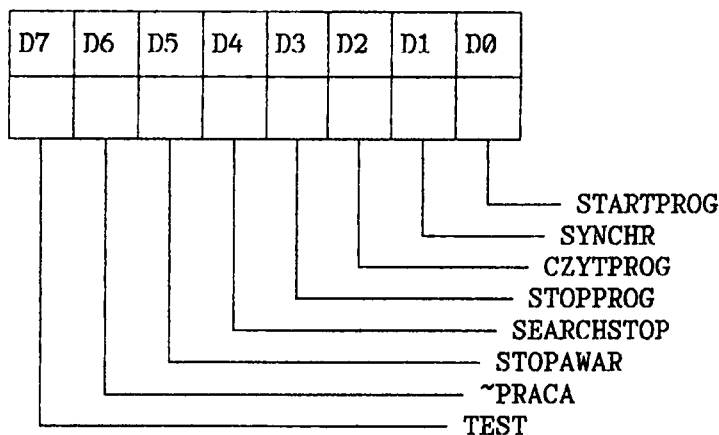 D7 D6 D5 D4 D3 D2 D1 D0
STARTPROG
SYNCHR
CZYTPROG
STOPPROG
SEARCHSTOP
STOPAWAR
~PRACA
TEST